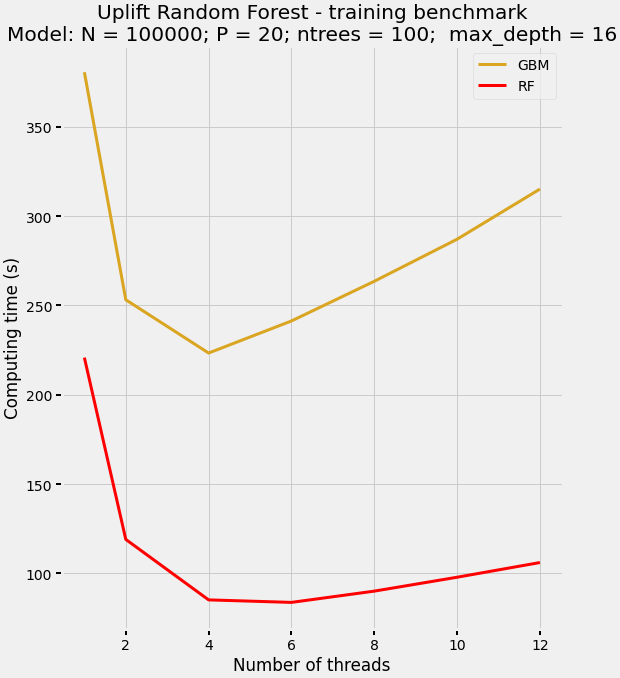 Uplift Random Forest - training benchmark
Model: N = 100000; P = 20; ntrees = 100;  max_depth = 16
GBM
RF
Computing time (s)
350
300
250
200
150
100
2 4 6 8 10 12
Number of threads